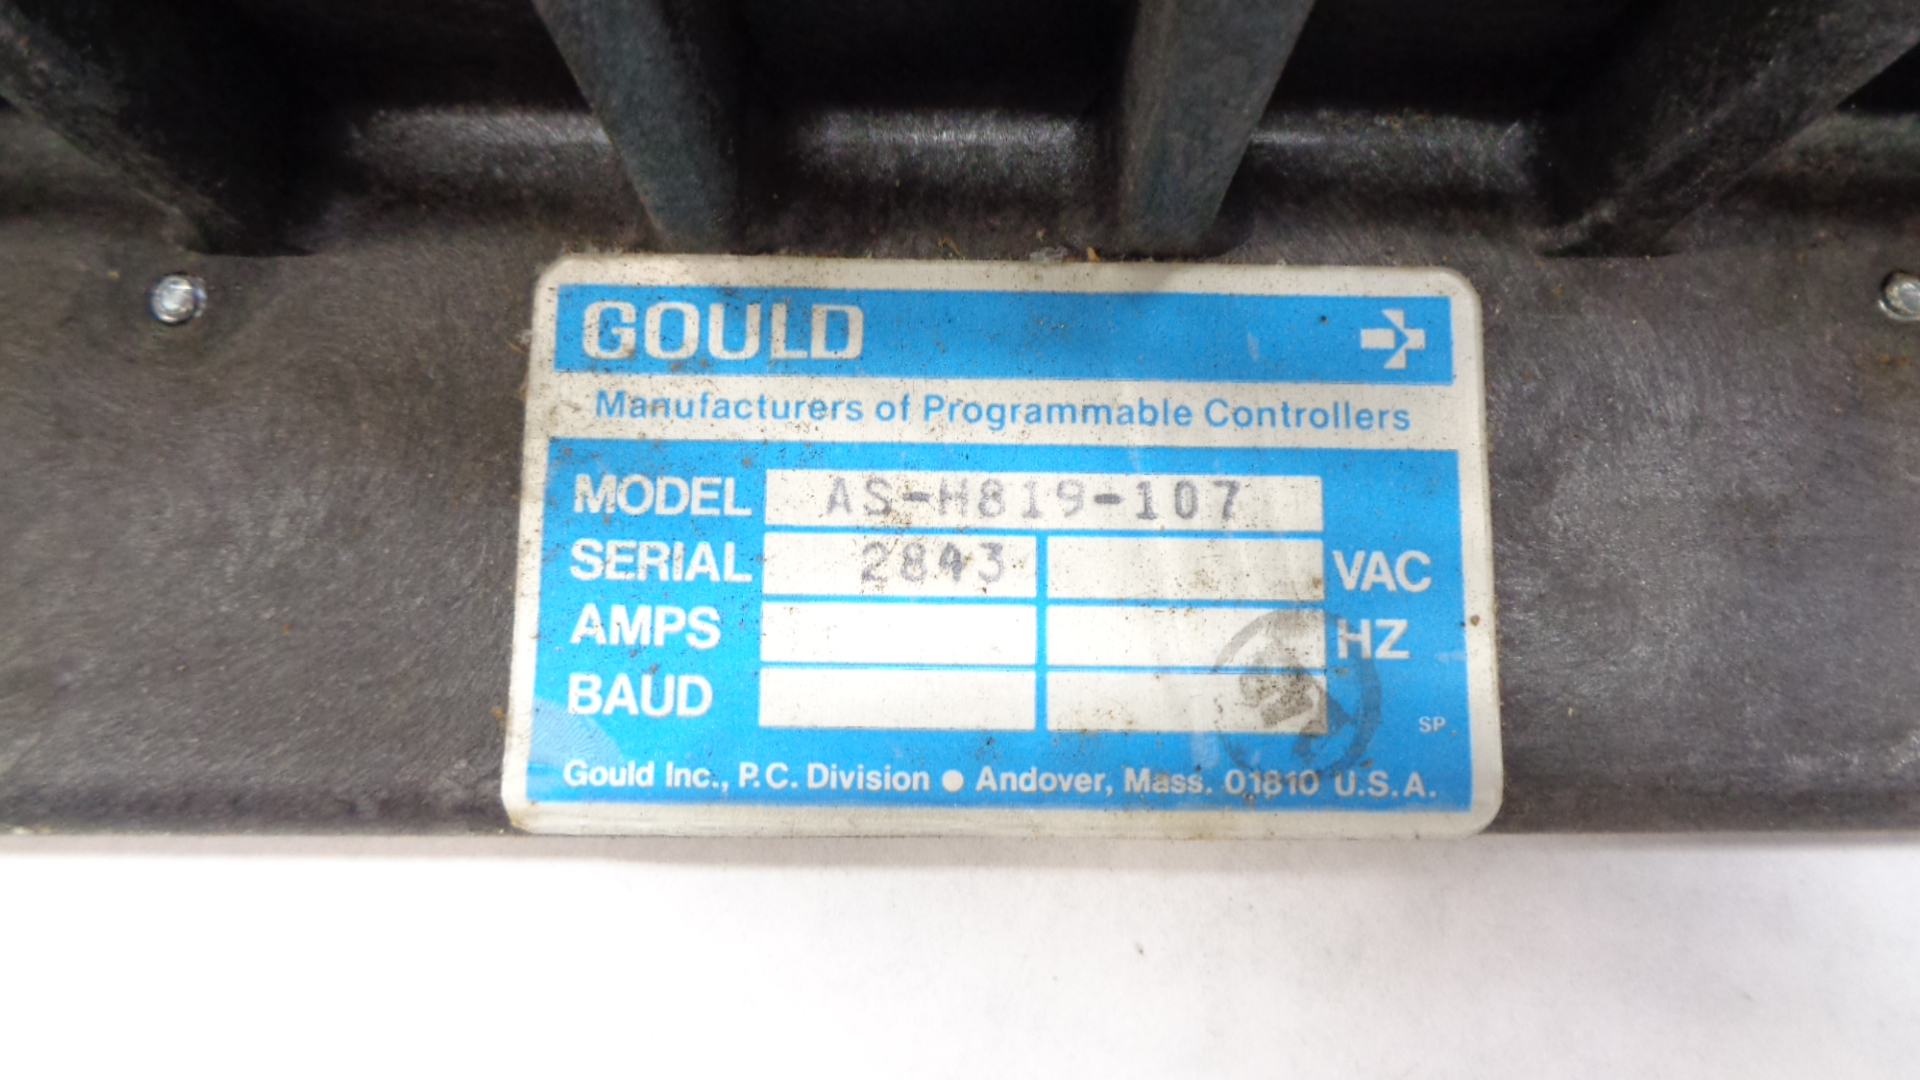 GOULD
Manufacturers of Programmable Controllers
MODEL AS-H819-107
SERIAL 2843 VAC
AMPS HZ
BAUD
SP
Gould Inc., P.C. Division ● Andover, Mass. 01810 U.S.A.